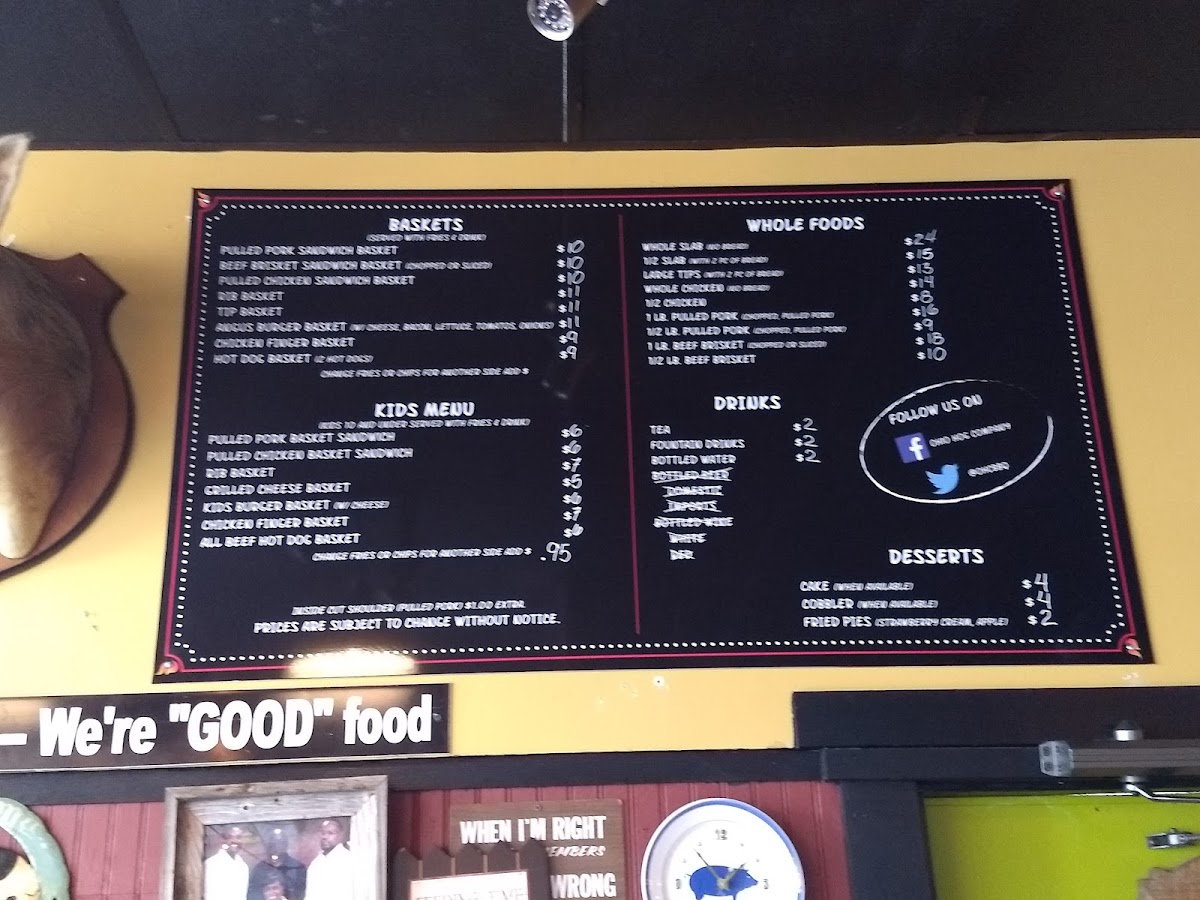 BASKETS
(SERVED WITH FRIES & DRINK)
PULLED PORK SANDWICH BASKET $10
BEEF BRISKET SANDWICH BASKET (CHOPPED OR SLICED) $10
PULLED CHICKEN SANDWICH BASKET $10
RIB BASKET $11
TIP BASKET $11
ANGUS BURGER BASKET (W/ CHEESE, BACON, LETTUCE, TOMATOS, ONIONS) $11
CHICKEN FINGER BASKET $9
HOT DOG BASKET (2 HOT DOGS) $9
CHANGE FRIES OR CHIPS FOR ANOTHER SIDE ADD $
KIDS MENU
(KIDS 10 AND UNDER SERVED WITH FRIES & DRINK)
PULLED PORK BASKET SANDWICH $6
PULLED CHICKEN BASKET SANDWICH $6
RIB BASKET $7
GRILLED CHEESE BASKET $5
KIDS BURGER BASKET (W/ CHEESE) $6
CHICKEN FINGER BASKET $7
ALL BEEF HOT DOG BASKET $6
CHANGE FRIES OR CHIPS FOR ANOTHER SIDE ADD $ .95
INSIDE CUT SHOULDER (PULLED PORK) $1.00 EXTRA.
PRICES ARE SUBJECT TO CHANGE WITHOUT NOTICE.
WHOLE FOODS
WHOLE SLAB (NO BREAD) $24
1/2 SLAB (WITH 2 PC OF BREAD) $15
LARGE TIPS (WITH 2 PC OF BREAD) $13
WHOLE CHICKEN (NO BREAD) $14
1/2 CHICKEN $8
1 LB. PULLED PORK (CHOPPED, PULLED PORK) $16
1/2 LB. PULLED PORK (CHOPPED, PULLED PORK) $9
1 LB. BEEF BRISKET (CHOPPED OR SLICED) $18
1/2 LB. BEEF BRISKET $10
DRINKS
TEA $2
FOUNTAIN DRINKS $2
BOTTLED WATER $2
BOTTLED BEER
DOMESTIC
IMPORTS
BOTTLED WINE
WHITE
RED.
FOLLOW US ON
f OHIO HOG COMPANY
@OHCBBQ
DESSERTS
CAKE (WHEN AVAILABLE) $4
COBBLER (WHEN AVAILABLE) $4
FRIED PIES (STRAWBERRY CREAM, APPLE) $2
– We're "GOOD" food
WHEN I'M RIGHT
EMBERS
WRONG
FEEDING TIME
12
3